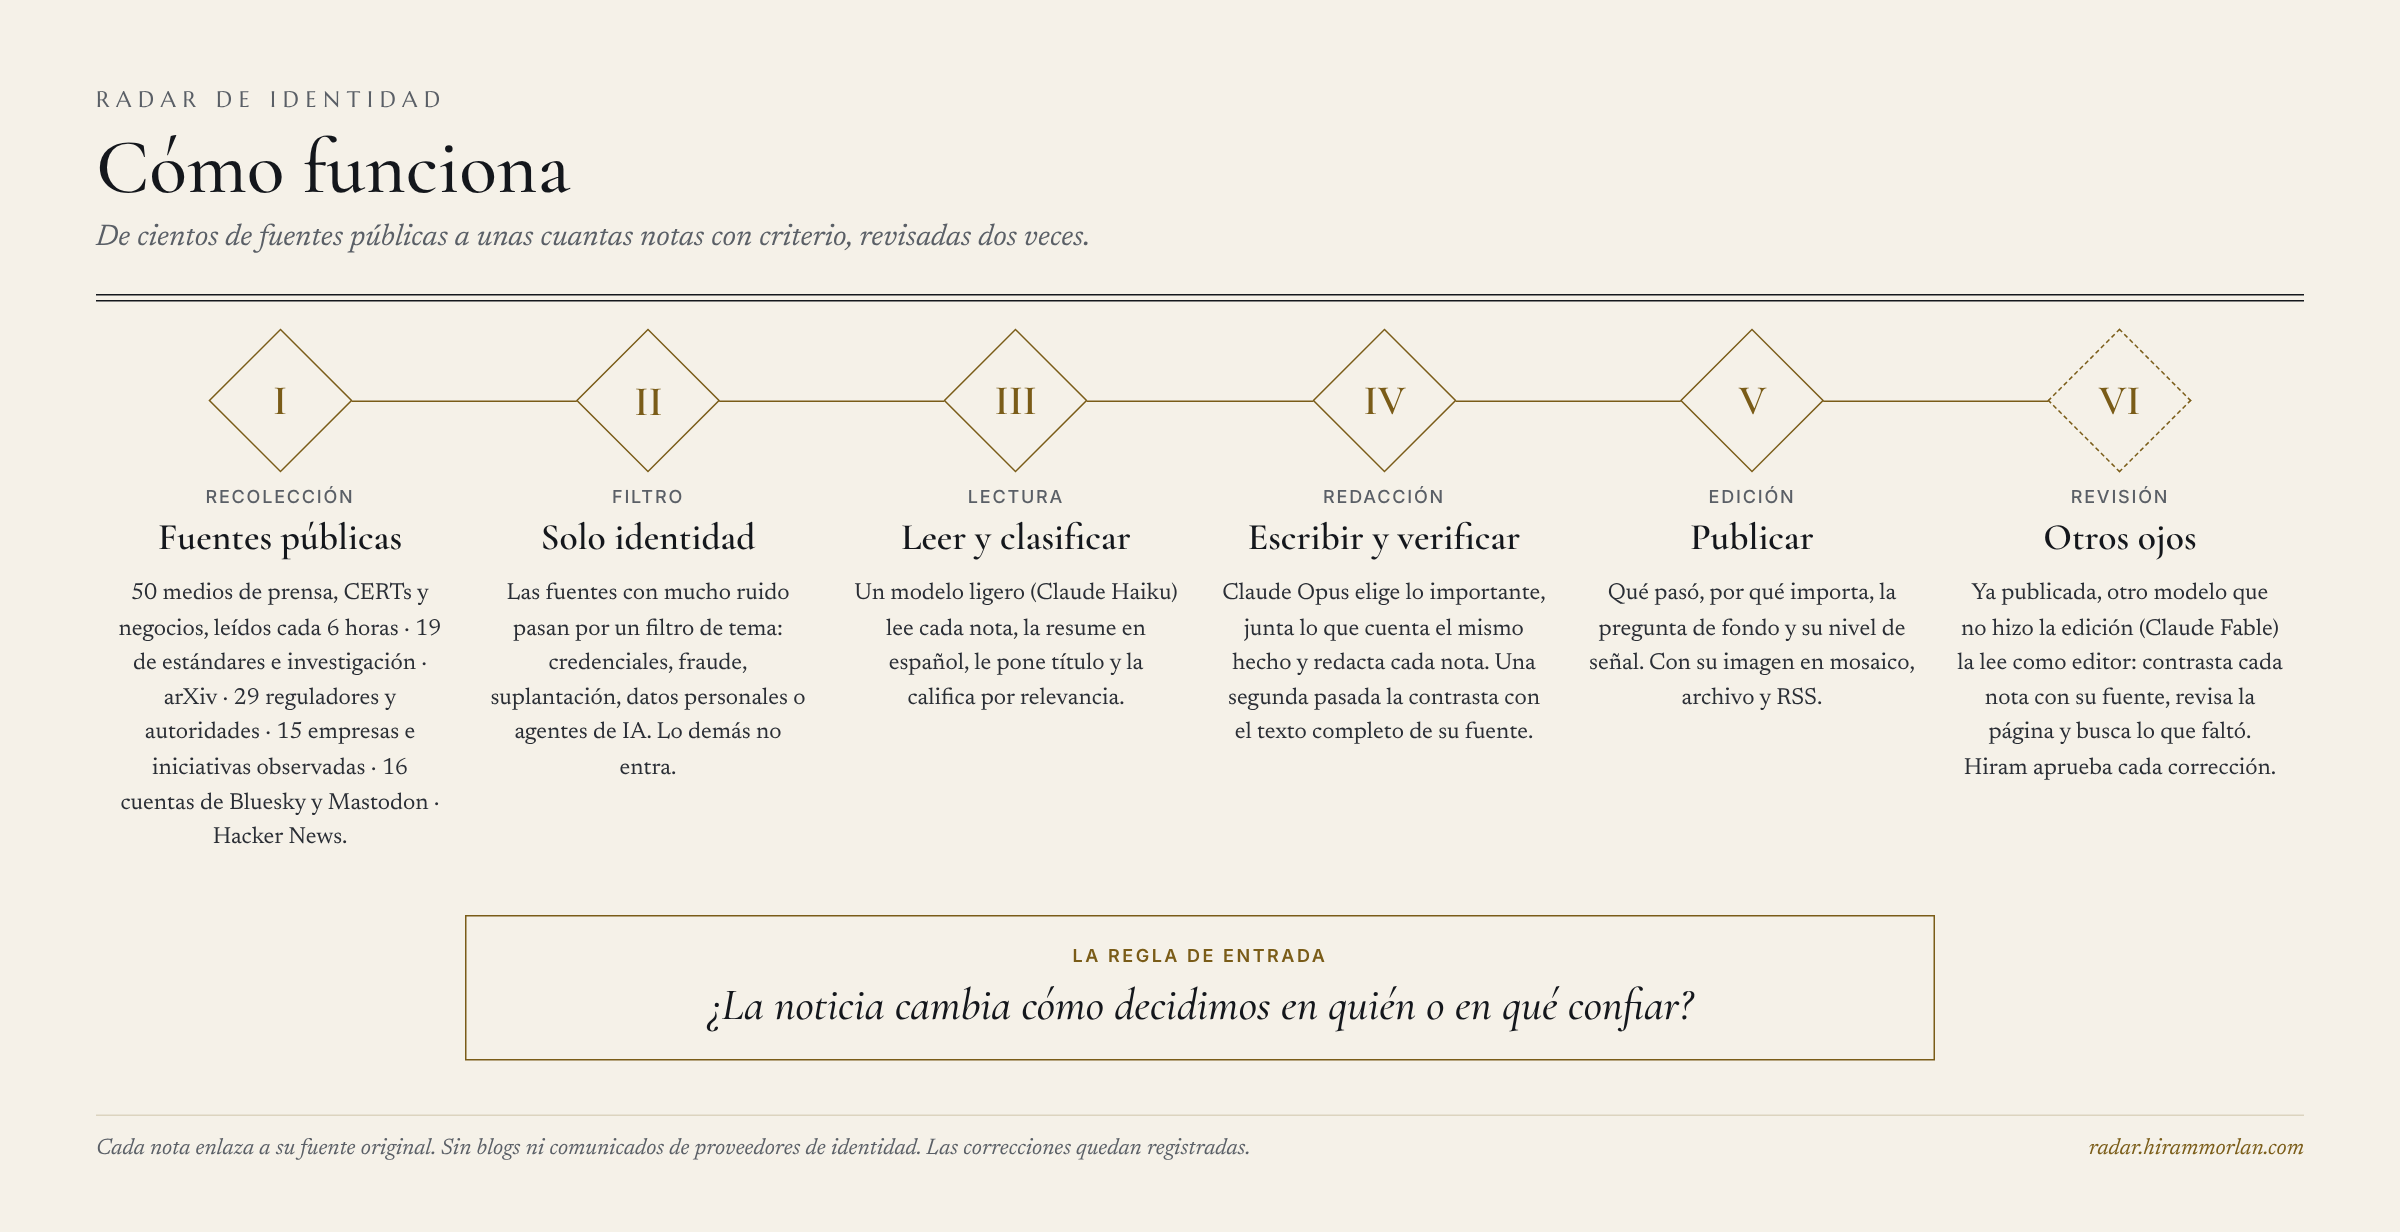 RADAR DE IDENTIDAD
Cómo funciona
De cientos de fuentes públicas a unas cuantas notas con criterio, revisadas dos veces.
I
RECOLECCIÓN
Fuentes públicas
50 medios de prensa, CERTs y
negocios, leídos cada 6 horas · 19
de estándares e investigación ·
arXiv · 29 reguladores y
autoridades · 15 empresas e
iniciativas observadas · 16
cuentas de Bluesky y Mastodon ·
Hacker News.
II
FILTRO
Solo identidad
Las fuentes con mucho ruido
pasan por un filtro de tema:
credenciales, fraude,
suplantación, datos personales o
agentes de IA. Lo demás no
entra.
III
LECTURA
Leer y clasificar
Un modelo ligero (Claude Haiku)
lee cada nota, la resume en
español, le pone título y la
califica por relevancia.
IV
REDACCIÓN
Escribir y verificar
Claude Opus elige lo importante,
junta lo que cuenta el mismo
hecho y redacta cada nota. Una
segunda pasada la contrasta con
el texto completo de su fuente.
V
EDICIÓN
Publicar
Qué pasó, por qué importa, la
pregunta de fondo y su nivel de
señal. Con su imagen en mosaico,
archivo y RSS.
VI
REVISIÓN
Otros ojos
Ya publicada, otro modelo que
no hizo la edición (Claude Fable)
la lee como editor: contrasta cada
nota con su fuente, revisa la
página y busca lo que faltó.
Hiram aprueba cada corrección.
LA REGLA DE ENTRADA
¿La noticia cambia cómo decidimos en quién o en qué confiar?
Cada nota enlaza a su fuente original. Sin blogs ni comunicados de proveedores de identidad. Las correcciones quedan registradas.
radar.hirammorlan.com